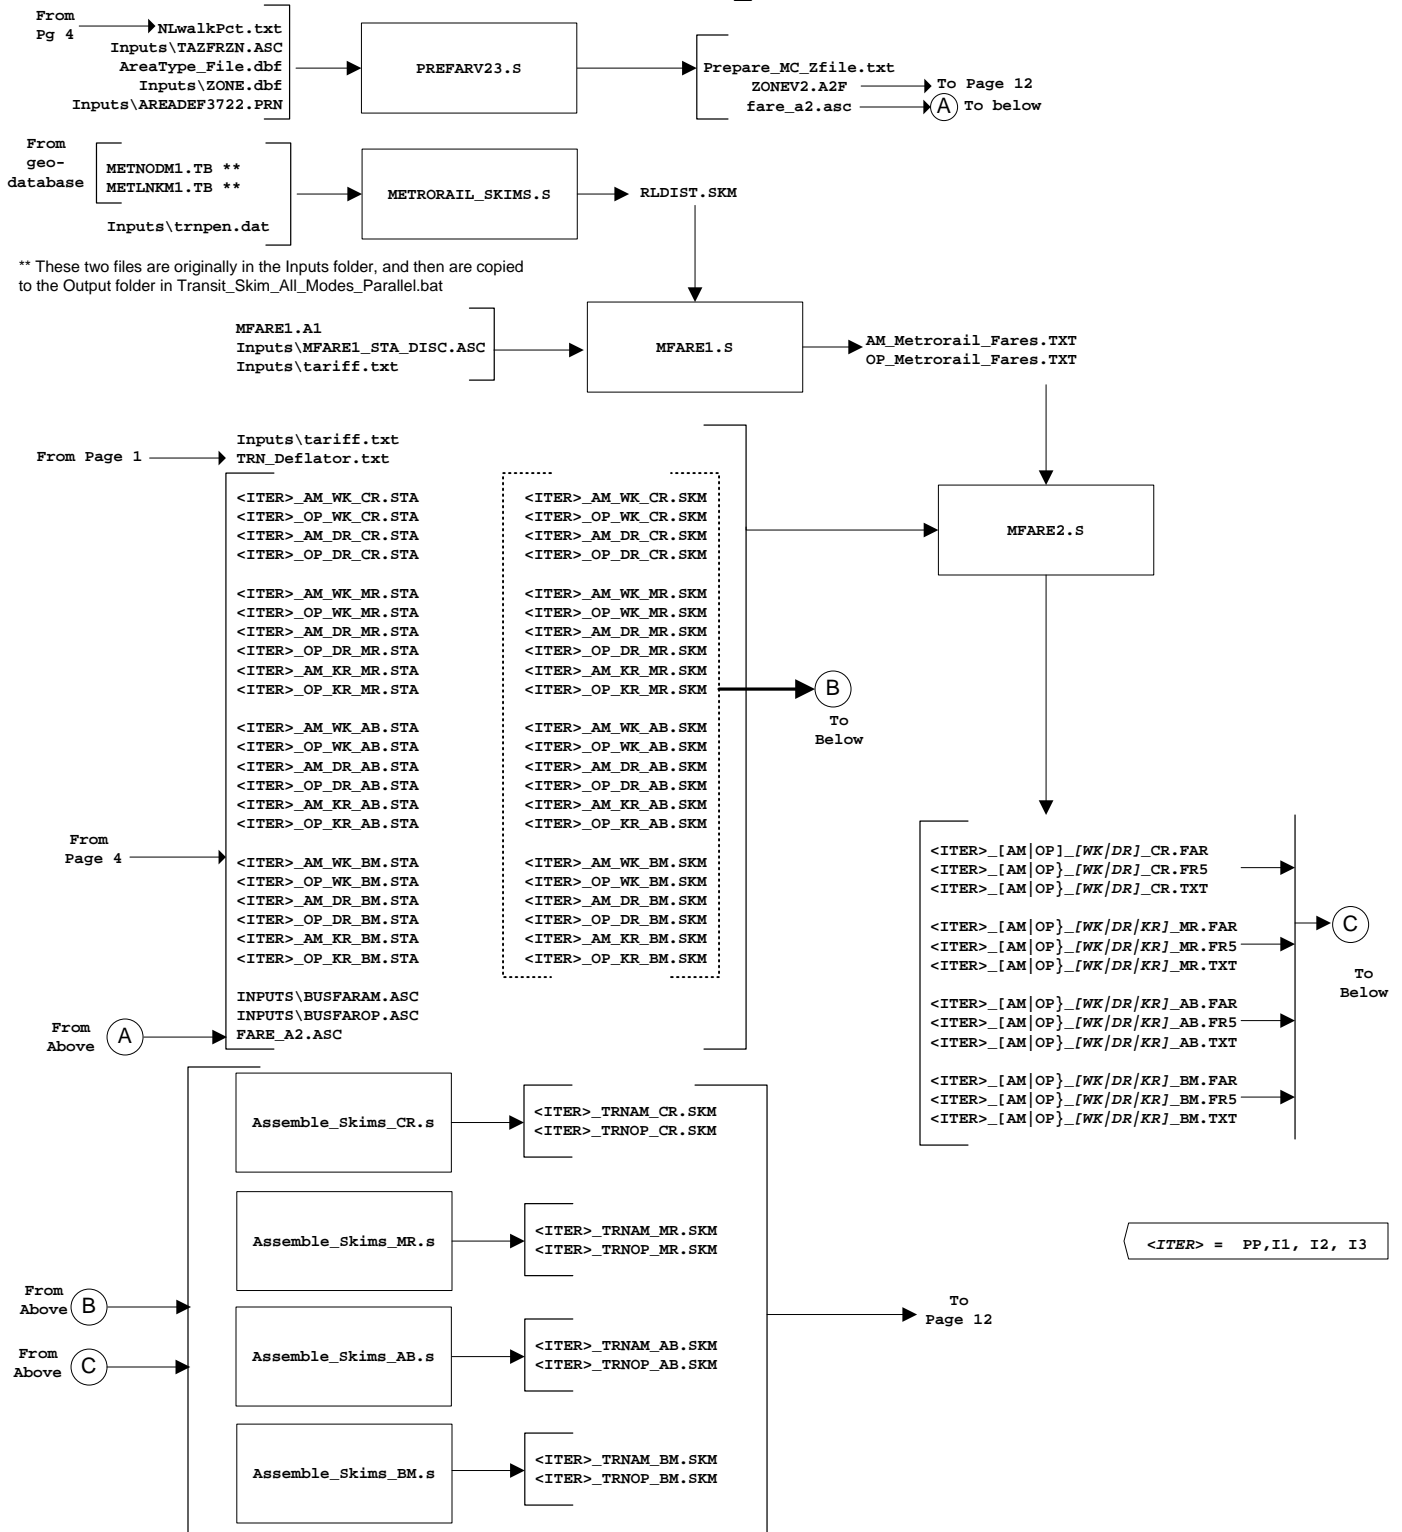 From
Pg 4
NLwalkPct.txt
Inputs\TAZFRZN.ASC
AreaType_File.dbf
Inputs\ZONE.dbf
Inputs\AREADEF3722.PRN
PREFARV23.S
Prepare_MC_Zfile.txt
ZONEV2.A2F
To Page 12
fare_a2.asc
A To below
From
geo-
database
METNODM1.TB **
METLNKM1.TB **
Inputs\trnpen.dat
METRORAIL_SKIMS.S
RLDIST.SKM
** These two files are originally in the Inputs folder, and then are copied
to the Output folder in Transit_Skim_All_Modes_Parallel.bat
MFARE1.A1
Inputs\MFARE1_STA_DISC.ASC
Inputs\tariff.txt
MFARE1.S
AM_Metrorail_Fares.TXT
OP_Metrorail_Fares.TXT
From Page 1
Inputs\tariff.txt
TRN_Deflator.txt
<ITER>_AM_WK_CR.STA
<ITER>_OP_WK_CR.STA
<ITER>_AM_DR_CR.STA
<ITER>_OP_DR_CR.STA
<ITER>_AM_WK_MR.STA
<ITER>_OP_WK_MR.STA
<ITER>_AM_DR_MR.STA
<ITER>_OP_DR_MR.STA
<ITER>_AM_KR_MR.STA
<ITER>_OP_KR_MR.STA
<ITER>_AM_WK_AB.STA
<ITER>_OP_WK_AB.STA
<ITER>_AM_DR_AB.STA
<ITER>_OP_DR_AB.STA
<ITER>_AM_KR_AB.STA
<ITER>_OP_KR_AB.STA
From
Page 4
<ITER>_AM_WK_BM.STA
<ITER>_OP_WK_BM.STA
<ITER>_AM_DR_BM.STA
<ITER>_OP_DR_BM.STA
<ITER>_AM_KR_BM.STA
<ITER>_OP_KR_BM.STA
INPUTS\BUSFARAM.ASC
INPUTS\BUSFAROP.ASC
FARE_A2.ASC
From
Above
A
<ITER>_AM_WK_CR.SKM
<ITER>_OP_WK_CR.SKM
<ITER>_AM_DR_CR.SKM
<ITER>_OP_DR_CR.SKM
<ITER>_AM_WK_MR.SKM
<ITER>_OP_WK_MR.SKM
<ITER>_AM_DR_MR.SKM
<ITER>_OP_DR_MR.SKM
<ITER>_AM_KR_MR.SKM
<ITER>_OP_KR_MR.SKM
<ITER>_AM_WK_AB.SKM
<ITER>_OP_WK_AB.SKM
<ITER>_AM_DR_AB.SKM
<ITER>_OP_DR_AB.SKM
<ITER>_AM_KR_AB.SKM
<ITER>_OP_KR_AB.SKM
<ITER>_AM_WK_BM.SKM
<ITER>_OP_WK_BM.SKM
<ITER>_AM_DR_BM.SKM
<ITER>_OP_DR_BM.SKM
<ITER>_AM_KR_BM.SKM
<ITER>_OP_KR_BM.SKM
B
To
Below
MFARE2.S
<ITER>_[AM|OP]_[WK/DR]_CR.FAR
<ITER>_[AM|OP}_[WK/DR]_CR.FR5
<ITER>_[AM|OP}_[WK/DR]_CR.TXT
<ITER>_[AM|OP}_[WK/DR/KR]_MR.FAR
<ITER>_[AM|OP}_[WK/DR/KR]_MR.FR5
<ITER>_[AM|OP}_[WK/DR/KR]_MR.TXT
<ITER>_[AM|OP}_[WK/DR/KR]_AB.FAR
<ITER>_[AM|OP}_[WK/DR/KR]_AB.FR5
<ITER>_[AM|OP}_[WK/DR/KR]_AB.TXT
<ITER>_[AM|OP}_[WK/DR/KR]_BM.FAR
<ITER>_[AM|OP}_[WK/DR/KR]_BM.FR5
<ITER>_[AM|OP}_[WK/DR/KR]_BM.TXT
C
To
Below
Assemble_Skims_CR.s
<ITER>_TRNAM_CR.SKM
<ITER>_TRNOP_CR.SKM
Assemble_Skims_MR.s
<ITER>_TRNAM_MR.SKM
<ITER>_TRNOP_MR.SKM
<ITER> = PP,I1, I2, I3
From
Above
B
From
Above
C
Assemble_Skims_AB.s
<ITER>_TRNAM_AB.SKM
<ITER>_TRNOP_AB.SKM
To
Page 12
Assemble_Skims_BM.s
<ITER>_TRNAM_BM.SKM
<ITER>_TRNOP_BM.SKM